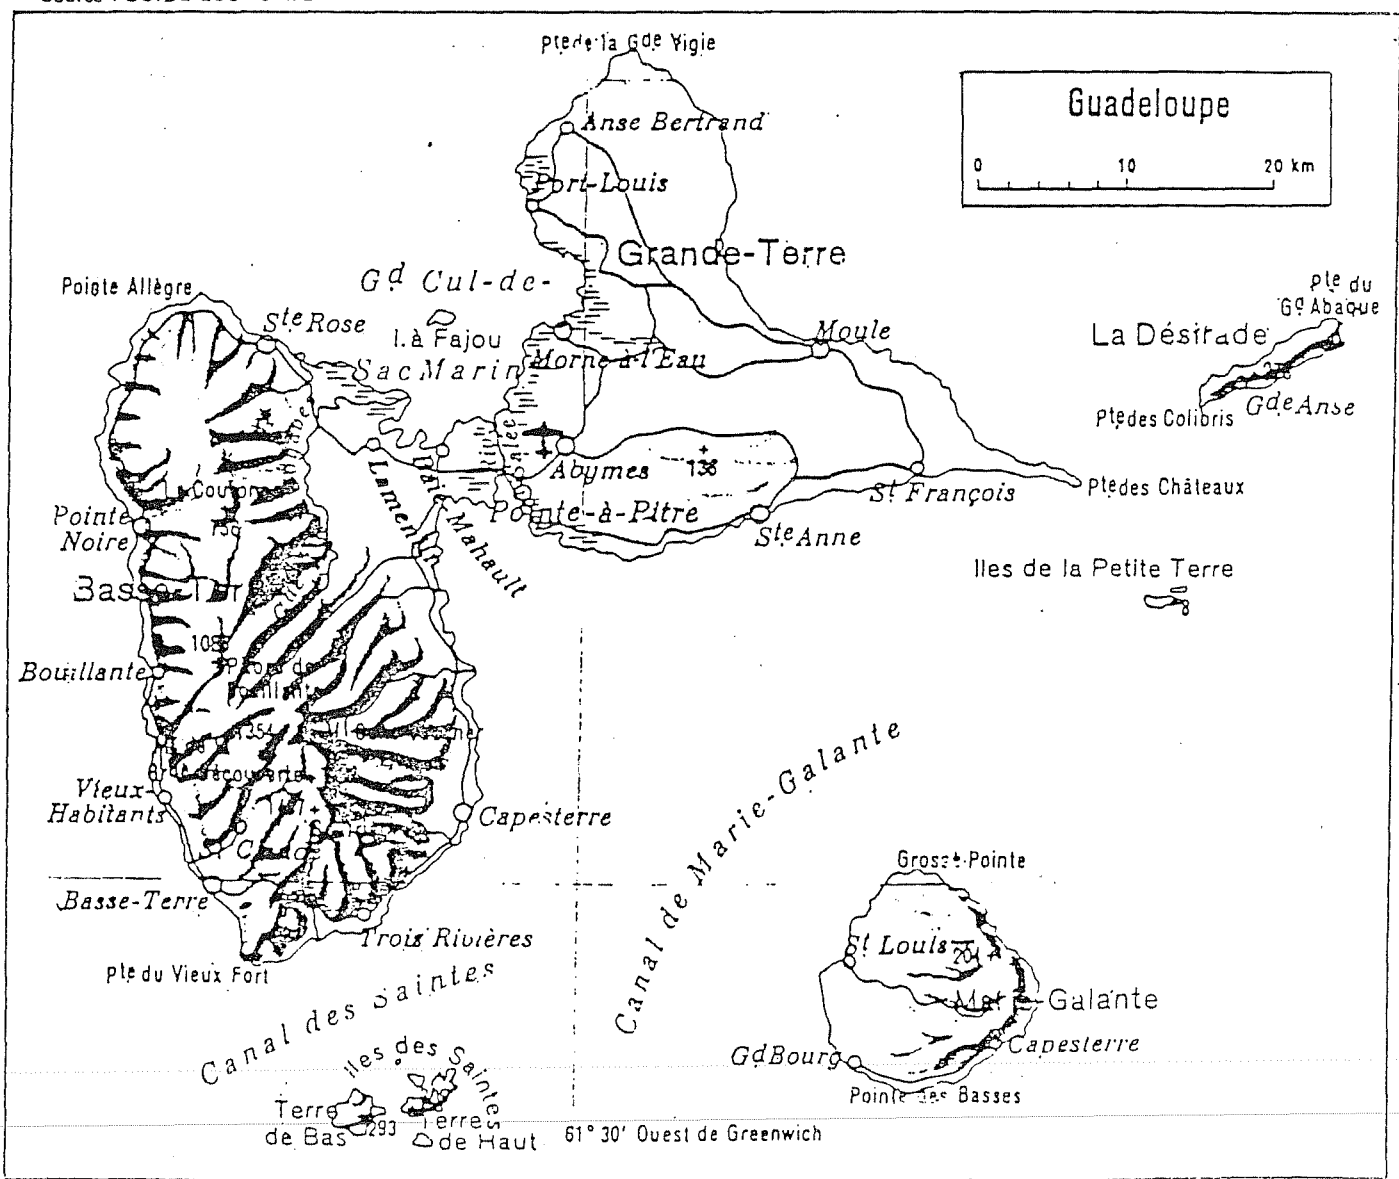 Pte de la Gde Vigie
Guadeloupe
0 10 20 km
Anse Bertrand
Port-Louis
Grande-Terre
Pointe Allègre
Gd Cul-de-
Sac Marin
Ste Rose
I. à Fajou
Morne-à-l'Eau
Moule
Pte du
Gd Abaque
La Désirade
Gde Anse
Pte des Colibris
Abymes
136
Pointe-à-Pitre
Lamentin
Baie
Mahault
Ste Anne
St François
Pte des Châteaux
Pointe
Noire
Iles de la Petite Terre
Bouillante
Vieux-
Habitants
Capesterre
Basse-Terre
Trois Rivières
Pte du Vieux Fort
Canal des Saintes
Canal de Marie-Galante
Iles des Saintes
Terre
de Bas
293
Terre
de Haut
61° 30' Ouest de Greenwich
Grosse Pointe
St Louis
204
Galante
Capesterre
Gd Bourg
Pointe des Basses